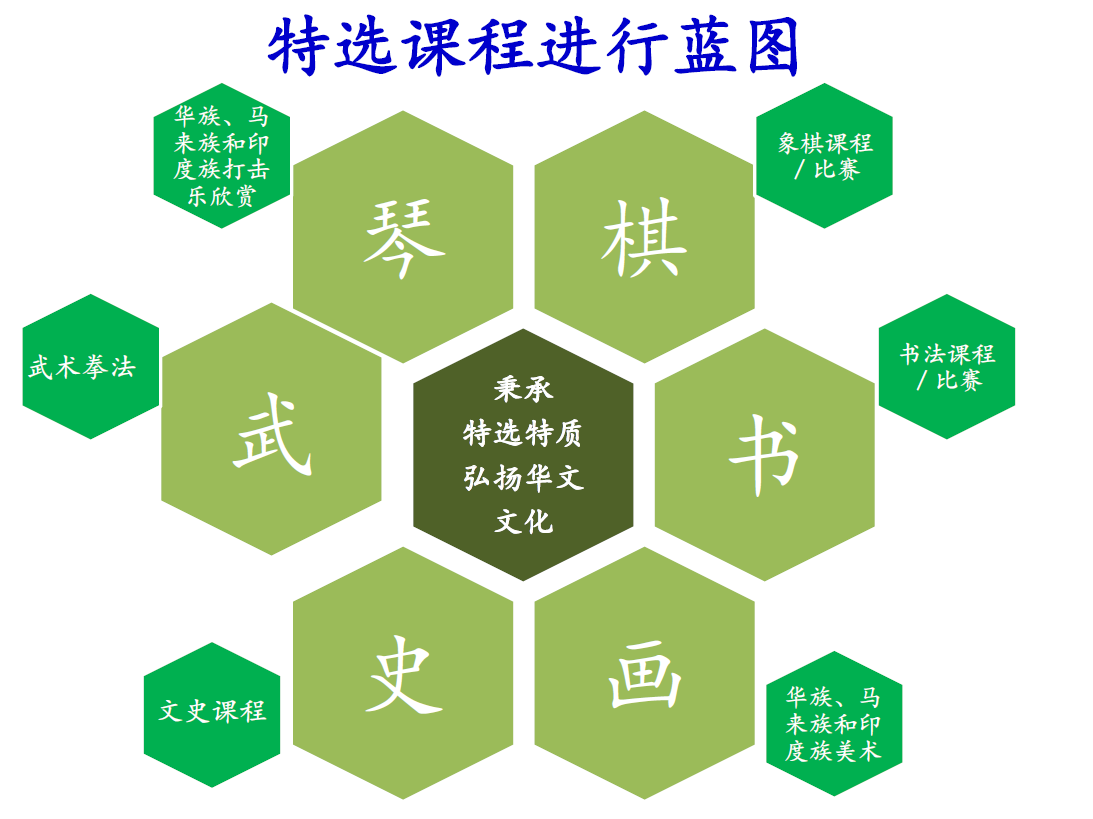 特选课程进行蓝图
华族、马
来族和印
度族打击
乐欣赏
琴
棋
象棋课程
/ 比赛
武术拳法
武
秉承
特选特质
弘扬华文
文化
书
书法课程
/ 比赛
文史课程
史
画
华族、马
来族和印
度族美术